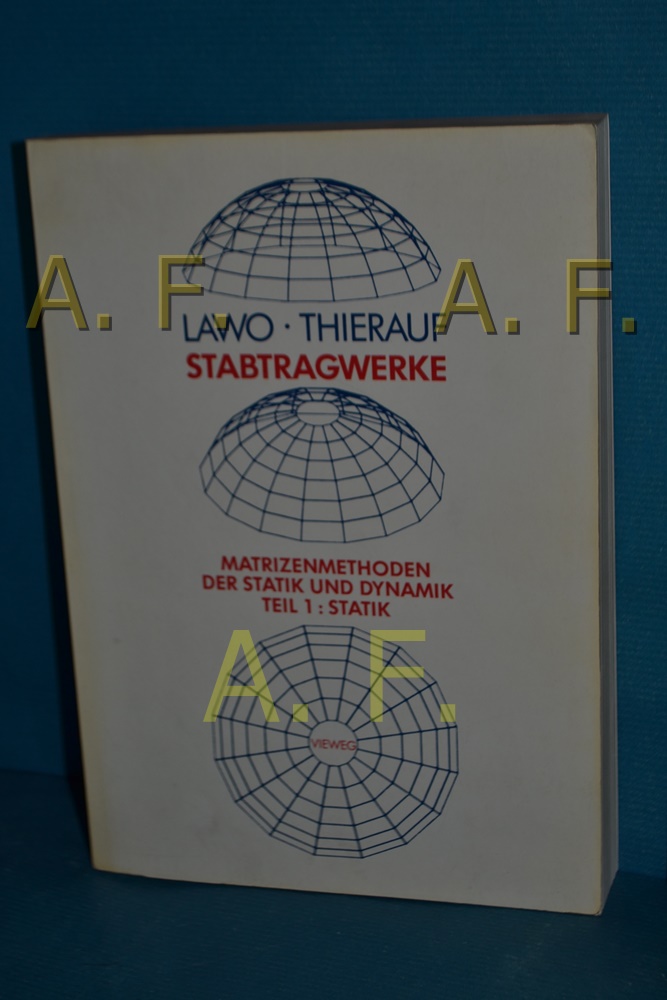 A. F. A. F.
LAWO · THIERAUF
STABTRAGWERKE
MATRIZENMETHODEN
DER STATIK UND DYNAMIK
TEIL 1 : STATIK
A. F.
VIEWEG